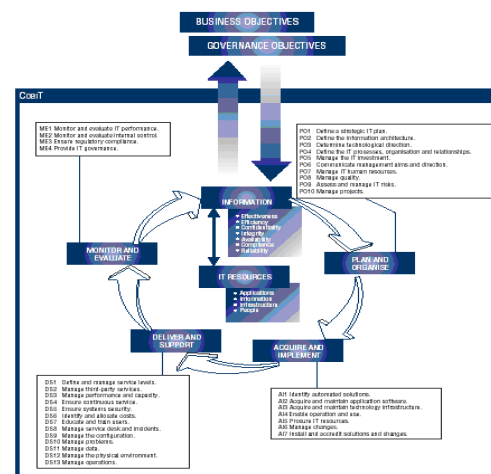 BUSINESS OBJECTIVES
GOVERNANCE OBJECTIVES
COBIT
ME1 Monitor and evaluate IT performance.
ME2 Monitor and evaluate internal control.
ME3 Ensure regulatory compliance.
ME4 Provide IT governance.
PO1 Define a strategic IT plan.
PO2 Define the information architecture.
PO3 Determine technological direction.
PO4 Define the IT processes, organisation and relationships.
PO5 Manage the IT investment.
PO6 Communicate management aims and direction.
PO7 Manage IT human resources.
PO8 Manage quality.
PO9 Assess and manage IT risks.
PO10 Manage projects.
INFORMATION
Effectiveness
Efficiency
Confidentiality
Integrity
Availability
Compliance
Reliability
MONITOR AND
EVALUATE
PLAN AND
ORGANISE
IT RESOURCES
Applications
Information
Infrastructure
People
DELIVER AND
SUPPORT
ACQUIRE AND
IMPLEMENT
DS1 Define and manage service levels.
DS2 Manage third-party services.
DS3 Manage performance and capacity.
DS4 Ensure continuous service.
DS5 Ensure systems security.
DS6 Identify and allocate costs.
DS7 Educate and train users.
DS8 Manage service desk and incidents.
DS9 Manage the configuration.
DS10 Manage problems.
DS11 Manage data.
DS12 Manage the physical environment.
DS13 Manage operations.
AI1 Identify automated solutions.
AI2 Acquire and maintain application software.
AI3 Acquire and maintain technology infrastructure.
AI4 Enable operation and use.
AI5 Procure IT resources.
AI6 Manage changes.
AI7 Install and accredit solutions and changes.